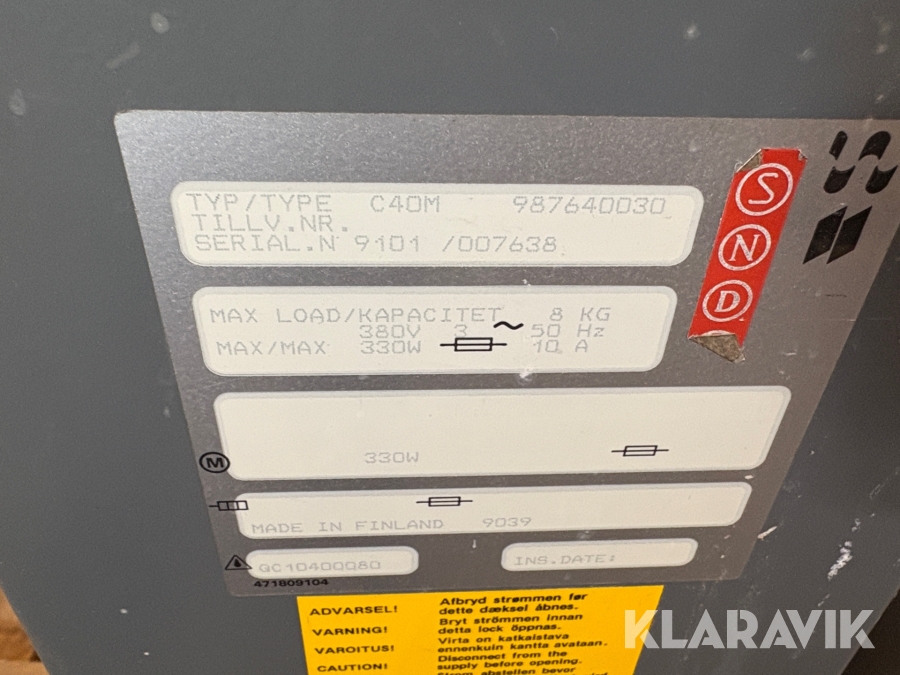 TYP/TYPE C40M 987640030
TILLV.NR.
SERIAL.N 9101 /007638
S
N
D
MAX LOAD/KAPACITET 8 KG
380V 3 ~ 50 Hz
MAX/MAX 330W 10 A
M
330W
MADE IN FINLAND 9039
GC10400080
INS.DATE:
471809104
ADVARSEL! Afbryd strømmen før
dette dæksel åbnes.
VARNING! Bryt strömmen innan
detta lock öppnas.
VAROITUS! Virta on katkaistava
ennenkuin kantta avataan.
CAUTION! Disconnect from the
supply before opening.
Strom abstellen bevor
KLARAVIK